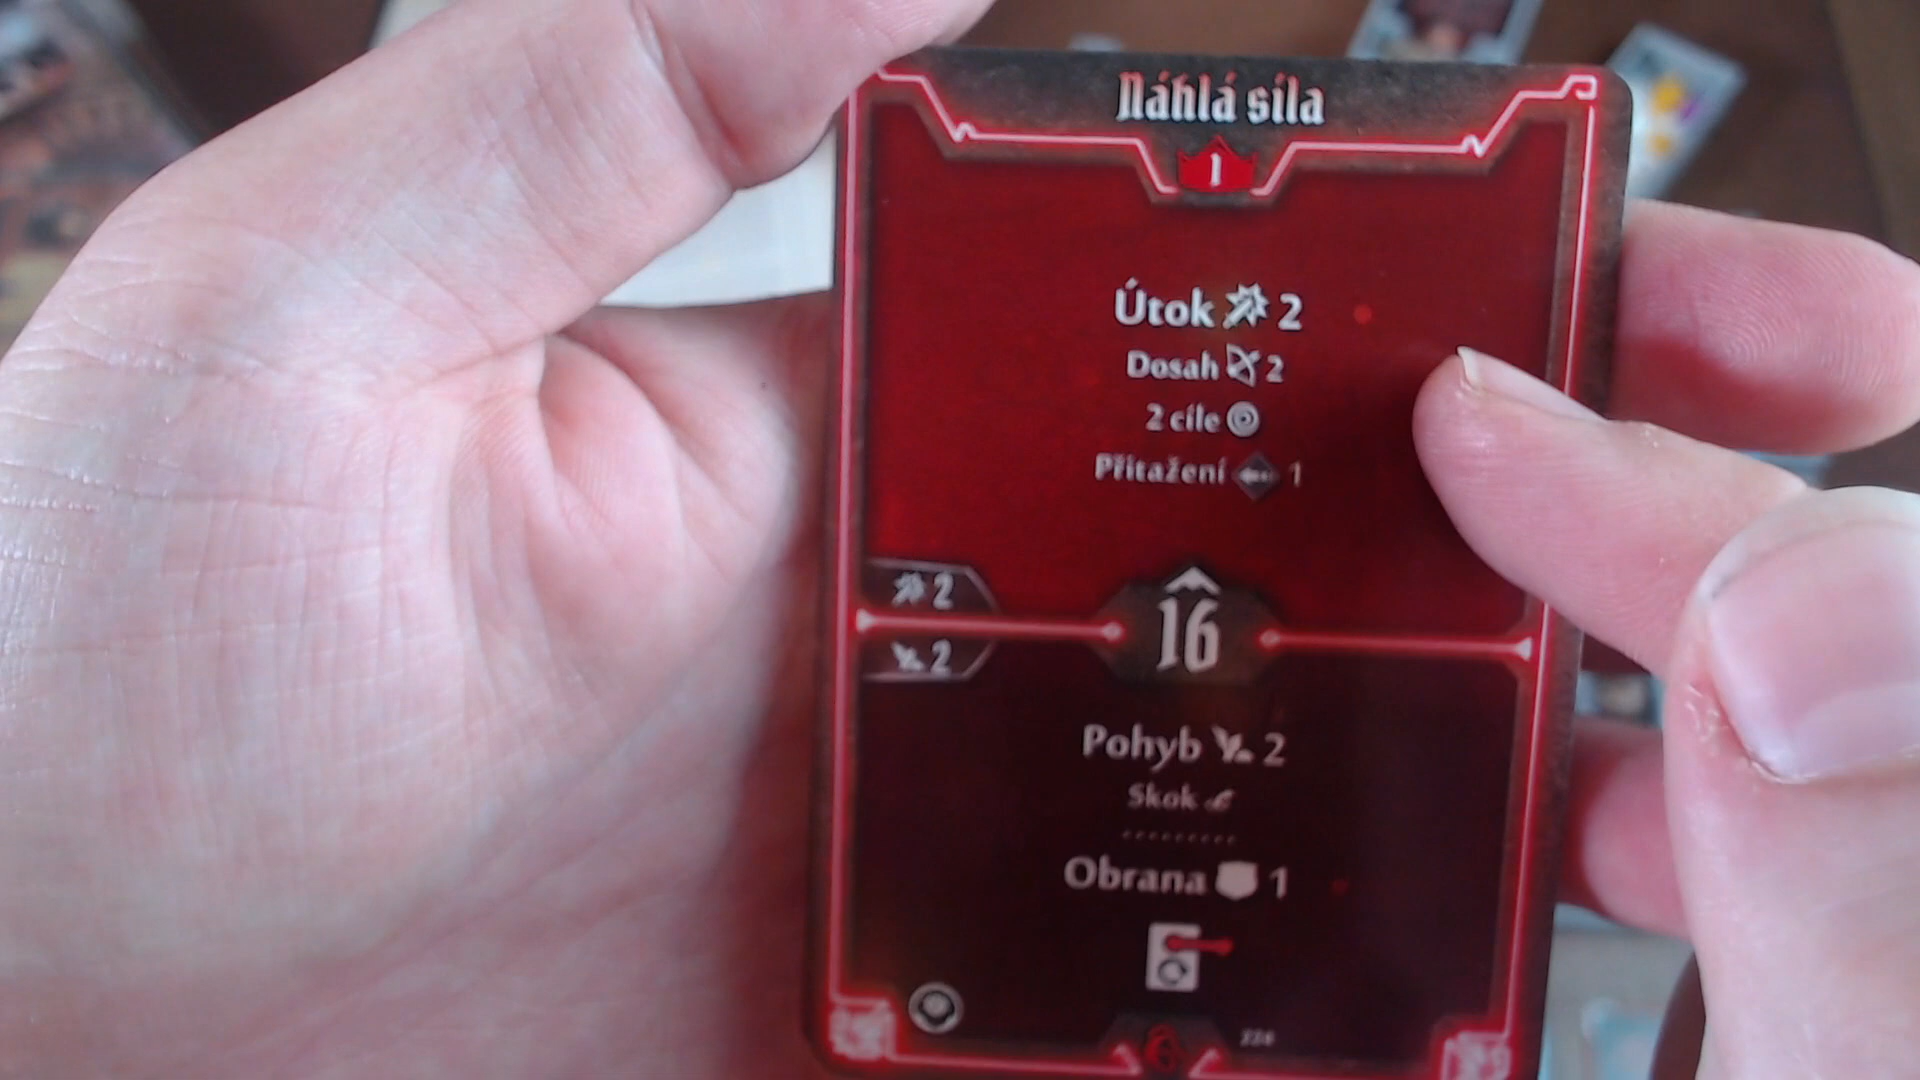 Náhlá síla
1
Útok 2
Dosah 2
2 cíle
Přitažení 1
2
16
2
Pohyb 2
Skok
Obrana 1